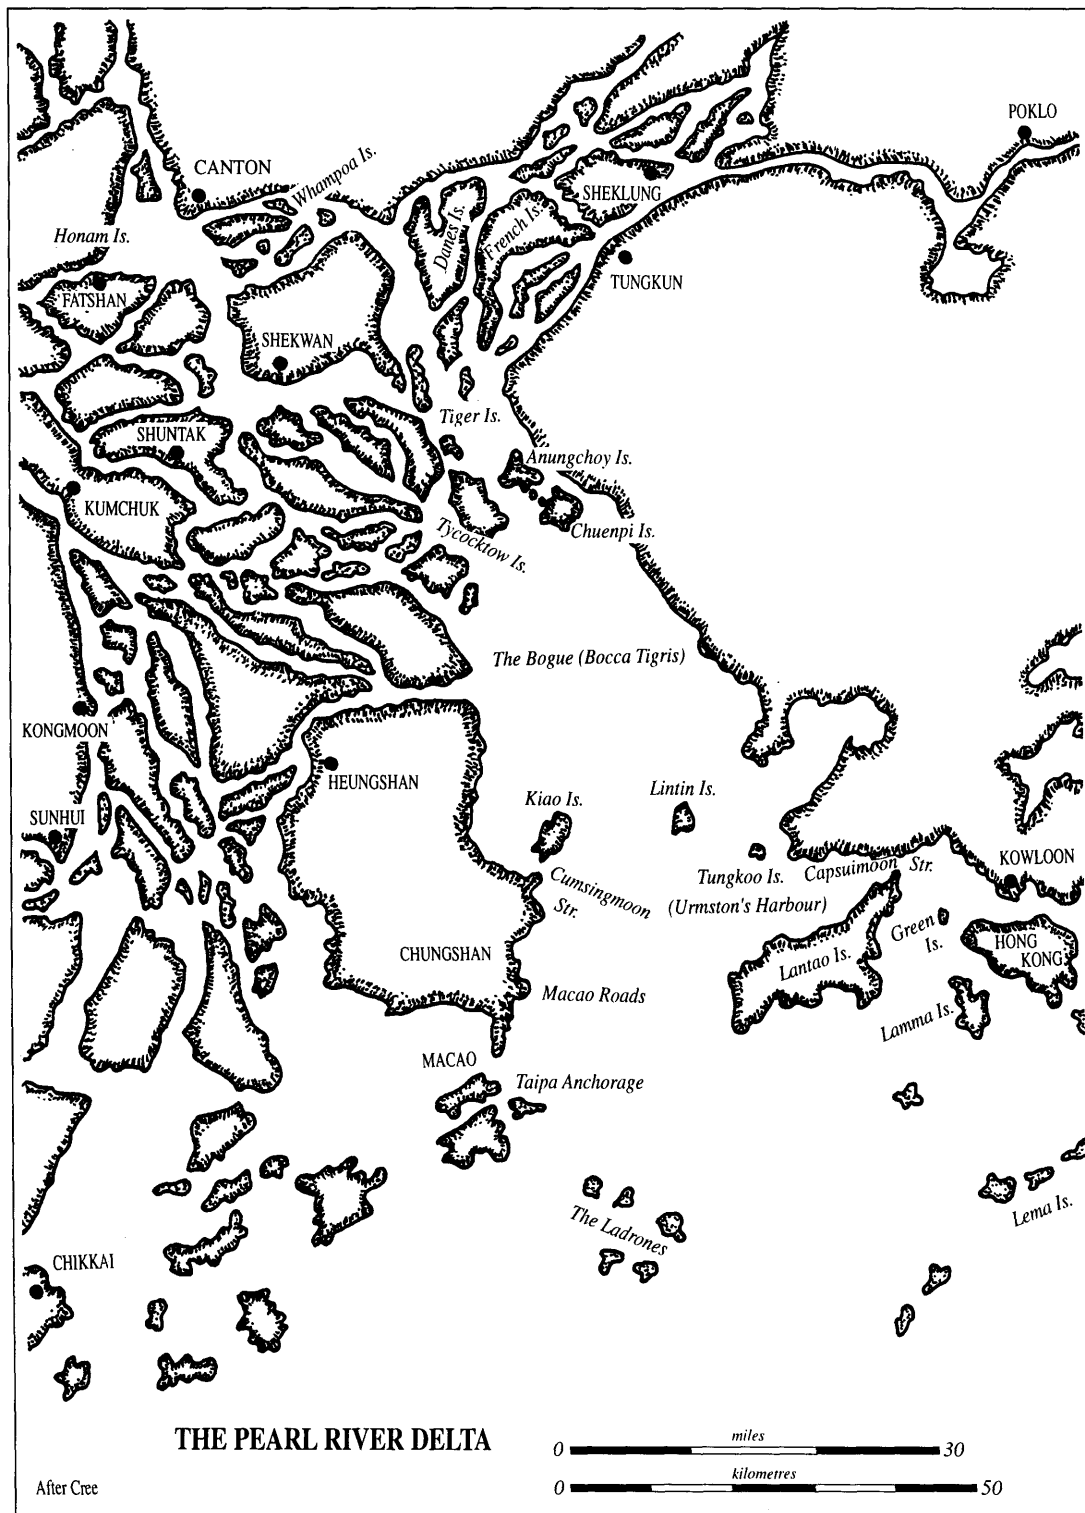 POKLO
CANTON
Whampoa Is.
SHEKLUNG
Honam Is.
Danes Is.
French Is.
TUNGKUN
FATSHAN
SHEKWAN
Tiger Is.
SHUNTAK
Anungchoy Is.
KUMCHUK
Tycocktow Is.
Chuenpi Is.
The Bogue (Bocca Tigris)
KONGMOON
HEUNGSHAN
Kiao Is.
Lintin Is.
SUNHUI
KOWLOON
Tungkoo Is.
Capsuimoon Str.
Cumsingmoon
Str.
(Urmston's Harbour)
Green
Is.
HONG
KONG
CHUNGSHAN
Lantao Is.
Macao Roads
Lamma Is.
MACAO
Taipa Anchorage
The Ladrones
Lema Is.
CHIKKAI
THE PEARL RIVER DELTA
miles
0 30
kilometres
0 50
After Cree